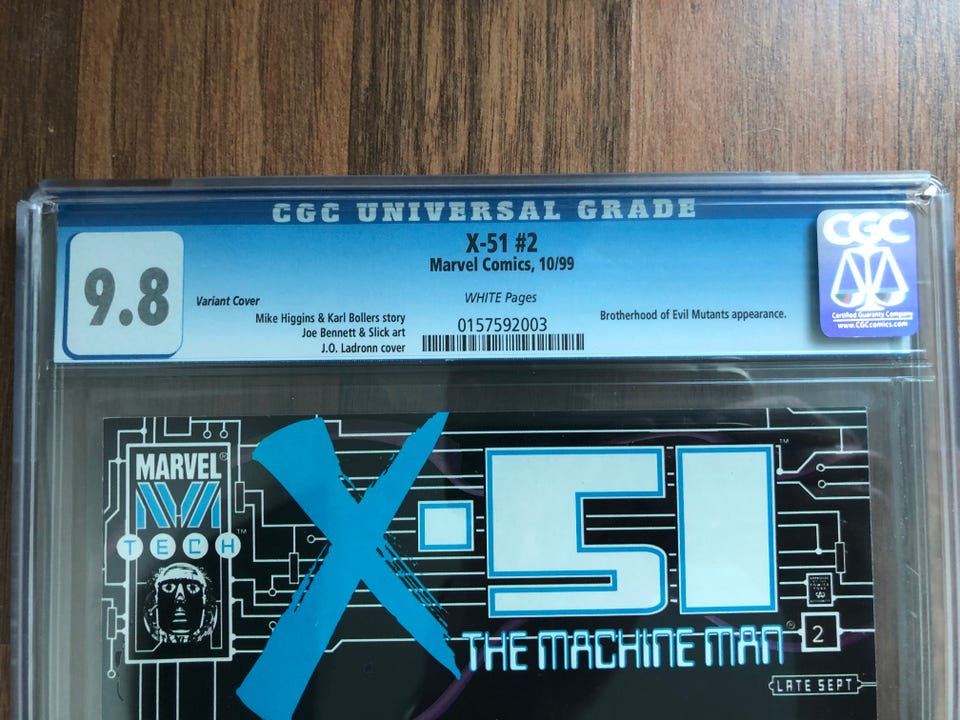 CGC UNIVERSAL GRADE
9.8
X-51 #2
Marvel Comics, 10/99
Variant Cover
WHITE Pages
Mike Higgins & Karl Bollers story
Joe Bennett & Slick art
J.O. Ladronn cover
0157592003
Brotherhood of Evil Mutants appearance.
CGC
Certified Guaranty Company
www.CGCcomics.com
MARVEL®
M
TECH™
X-51™
THE MACHINE MAN®
2
LATE SEPT